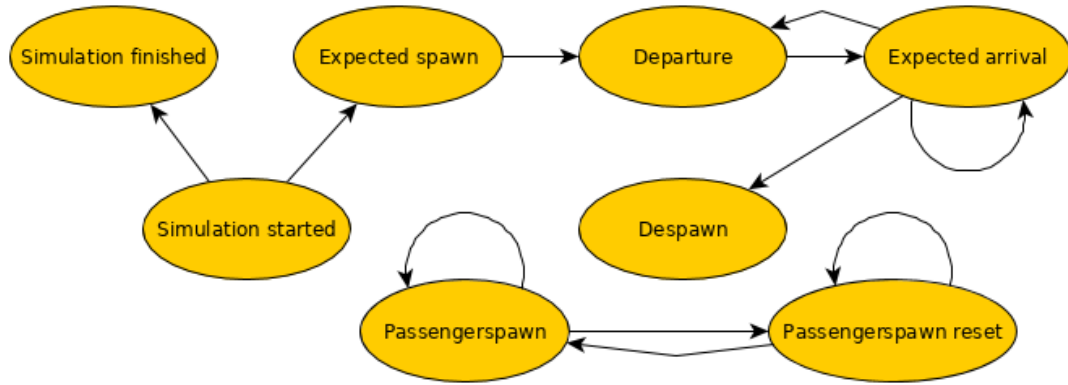 Simulation finished
Expected spawn
Departure
Expected arrival
Simulation started
Despawn
Passengerspawn
Passengerspawn reset